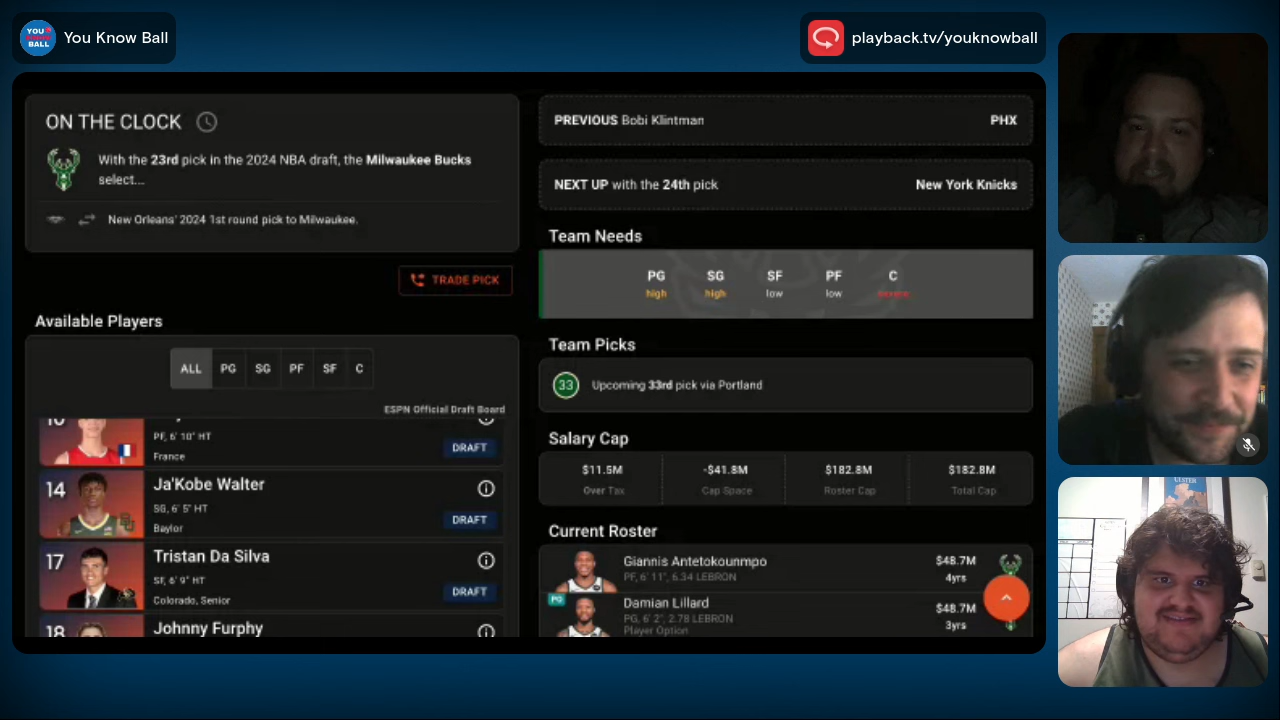 YOU
KNOW
BALL
You Know Ball
playback.tv/youknowball
ON THE CLOCK
With the 23rd pick in the 2024 NBA draft, the Milwaukee Bucks
select...
New Orleans' 2024 1st round pick to Milwaukee.
TRADE PICK
Available Players
ALL PG SG PF SF C
ESPN Official Draft Board
PF, 6' 10" HT
France
DRAFT
14
Ja'Kobe Walter
SG, 6' 5" HT
Baylor
DRAFT
17
Tristan Da Silva
SF, 6' 9" HT
Colorado, Senior
DRAFT
18
Johnny Furphy
PREVIOUS Bobi Klintman PHX
NEXT UP with the 24th pick New York Knicks
Team Needs
PG SG SF PF C
high high low low
Team Picks
33 Upcoming 33rd pick via Portland
Salary Cap
$11.5M -$41.8M $182.8M $182.8M
Over Tax Cap Space Roster Cap Total Cap
Current Roster
Giannis Antetokounmpo $48.7M
PF, 6' 11", 6.34 LEBRON 4yrs
PG
Damian Lillard $48.7M
PG, 6' 2", 2.78 LEBRON 3yrs
Player Option
ULSTER